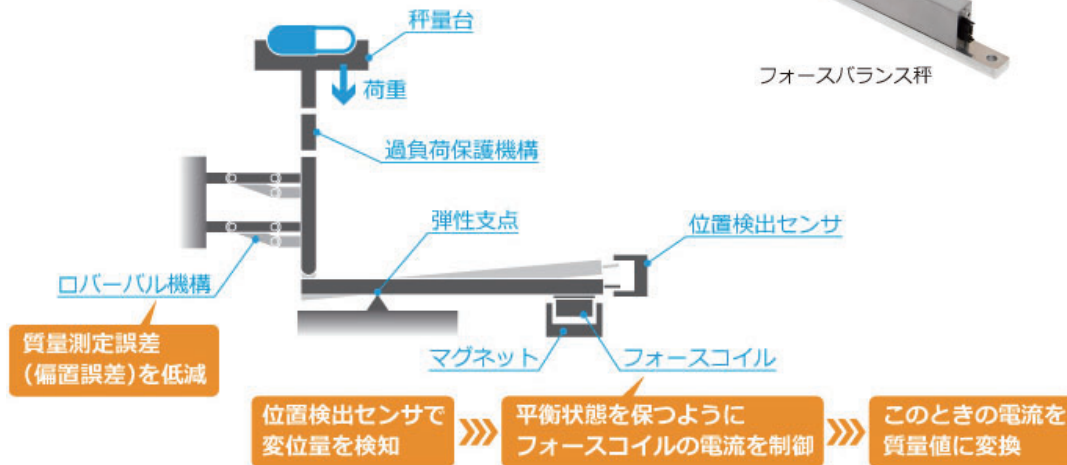 秤量台
荷重
フォースバランス秤
過負荷保護機構
弾性支点
位置検出センサ
ロバーバル機構
質量測定誤差
(偏置誤差)を低減
マグネット
フォースコイル
位置検出センサで
変位量を検知
平衡状態を保つように
フォースコイルの電流を制御
このときの電流を
質量値に変換